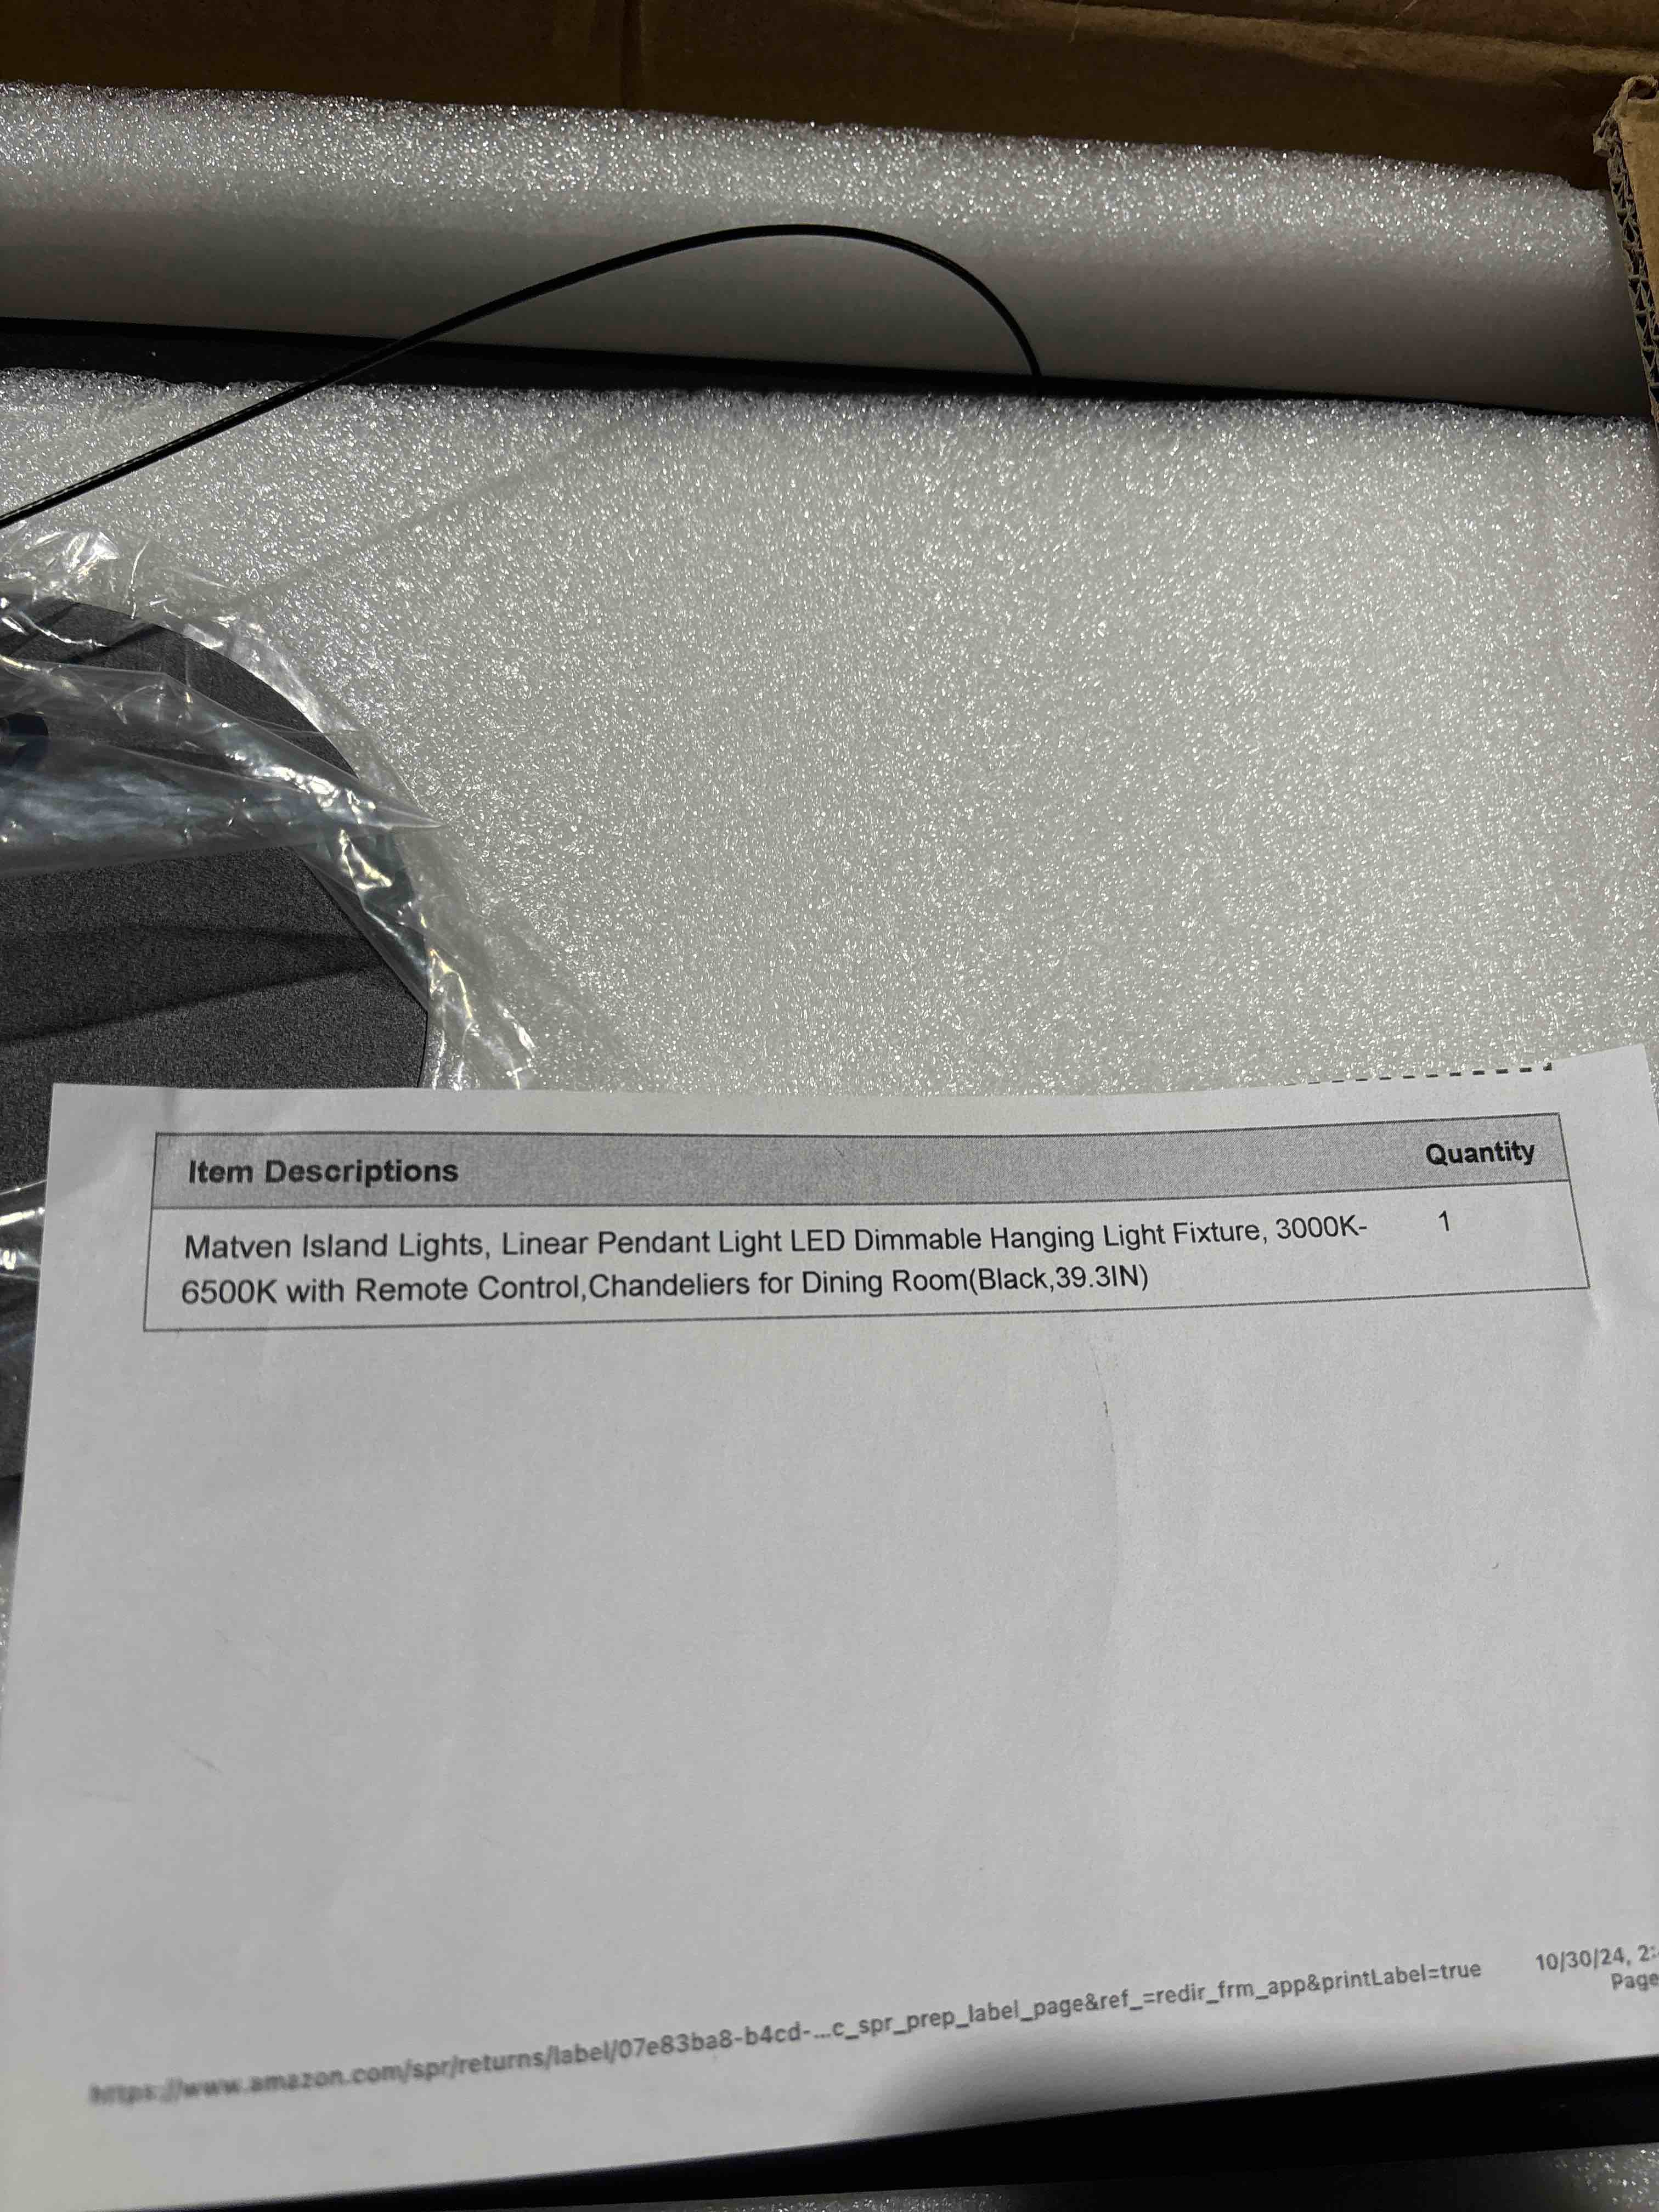 Item Descriptions Quantity
Matven Island Lights, Linear Pendant Light LED Dimmable Hanging Light Fixture, 3000K- 1
6500K with Remote Control,Chandeliers for Dining Room(Black,39.3IN)
https://www.amazon.com/spr/returns/label/07e83ba8-b4cd-...c_spr_prep_label_page&ref_=redir_frm_app&printLabel=true 10/30/24, 2:
Page